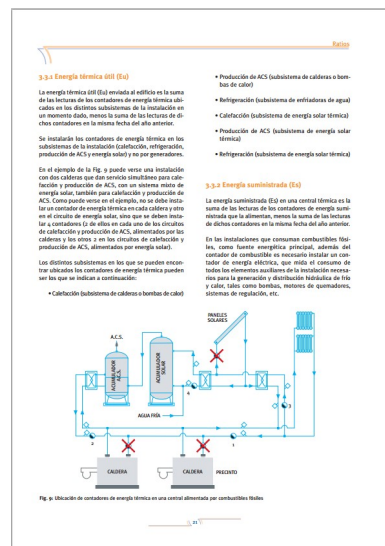 Ratios
3.3.1 Energía térmica útil (Eu)
La energía térmica útil (Eu) enviada al edificio es la suma
de las lecturas de los contadores de energía térmica ubi-
cados en los distintos subsistemas de la instalación en
un momento dado, menos la suma de las lecturas de di-
chos contadores en la misma fecha del año anterior.
Se instalarán los contadores de energía térmica en los
subsistemas de la instalación (calefacción, refrigeración,
producción de ACS y energía solar) y no por generadores.
En el ejemplo de la Fig. 9 puede verse una instalación
con dos calderas que dan servicio simultáneo para cale-
facción y producción de ACS, con un sistema mixto de
energía solar, también para calefacción y producción de
ACS. Como puede verse en el ejemplo, no se debe insta-
lar un contador de energía térmica en cada caldera y otro
en el circuito de energía solar, sino que se deben insta-
lar 4 contadores (2 de ellos en cada uno de los circuitos
de calefacción y producción de ACS, alimentados por las
calderas y los otros 2 en los circuitos de calefacción y
producción de ACS, alimentados por energía solar).
Los distintos subsistemas en los que se pueden encon-
trar ubicados los contadores de energía térmica pueden
ser los que se indican a continuación:
• Calefacción (subsistema de calderas o bombas de calor)
• Producción de ACS (subsistema de calderas o bom-
bas de calor)
• Refrigeración (subsistema de enfriadoras de agua)
• Calefacción (subsistema de energía solar térmica)
• Producción de ACS (subsistema de energía solar
térmica)
• Refrigeración (subsistema de energía solar térmica)
3.3.2 Energía suministrada (Es)
La energía suministrada (Es) en una central térmica es la
suma de las lecturas de los contadores de energía sumi-
nistrada que la alimentan, menos la suma de las lecturas
de dichos contadores en la misma fecha del año anterior.
En las instalaciones que consuman combustibles fósi-
les, como fuente energética principal, además del
contador de combustible es necesario instalar un con-
tador de energía eléctrica, que mida el consumo de
todos los elementos auxiliares de la instalación necesa-
rios para la generación y distribución hidráulica de frío
y calor, tales como bombas, motores de quemadores,
sistemas de regulación, etc.
PANELES
SOLARES
A.C.S.
ACUMULADOR
A.C.S.
ACUMULADOR
SOLAR
4
3
AGUA FRÍA
2
1
CALDERA
CALDERA
PRECINTO
Fig. 9: Ubicación de contadores de energía térmica en una central alimentada por combustibles fósiles
21